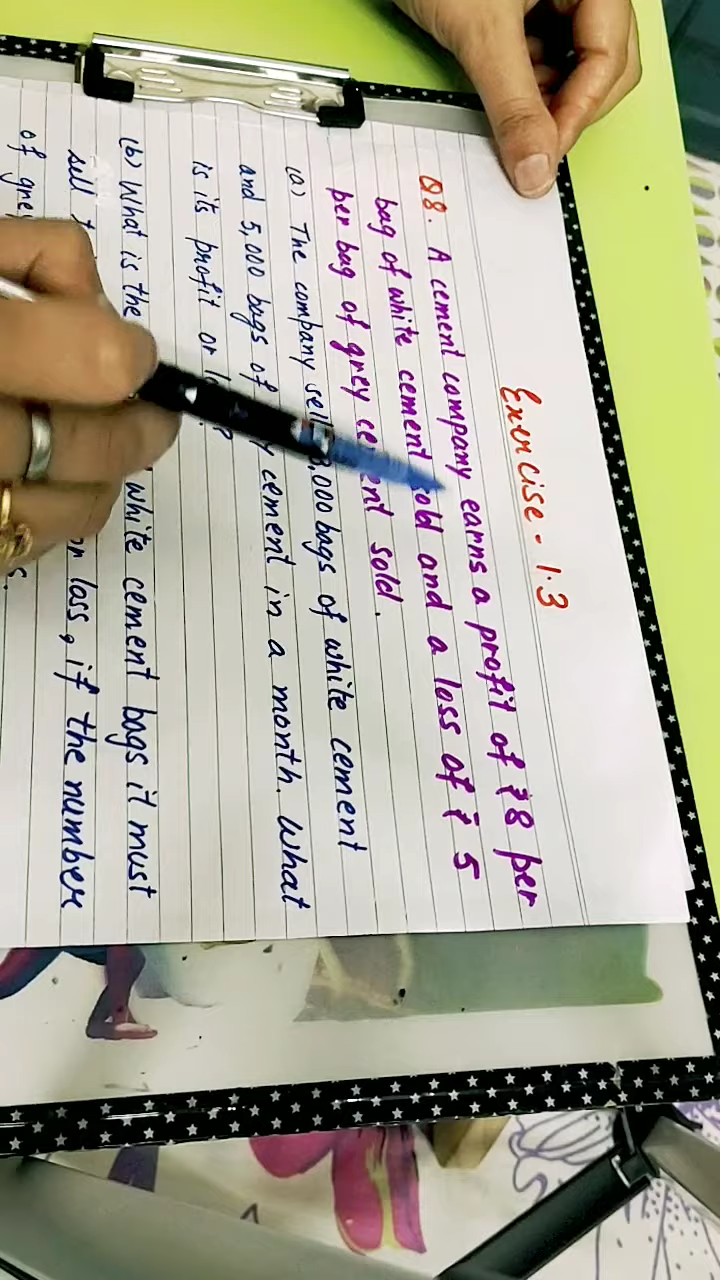 Exercise - 1.3
Q8. A cement company earns a profit of ₹8 per
bag of white cement sold and a loss of ₹5
per bag of grey cement sold.
(a) The company sells 3,000 bags of white cement
and 5,000 bags of cement in a month. What
is its profit or
(b) What is the white cement bags it must
sell loss, if the number
of